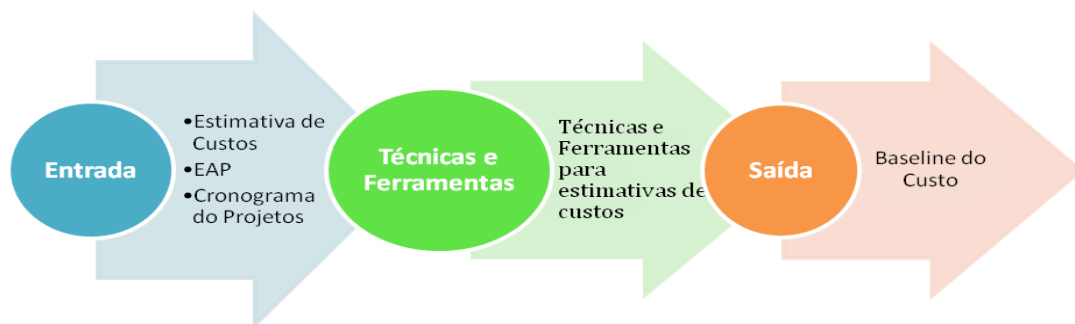 Entrada
•Estimativa de
Custos
•EAP
•Cronograma
do Projetos
Técnicas e
Ferramentas
Técnicas e
Ferramentas
para
estimativas de
custos
Saída
Baseline do
Custo